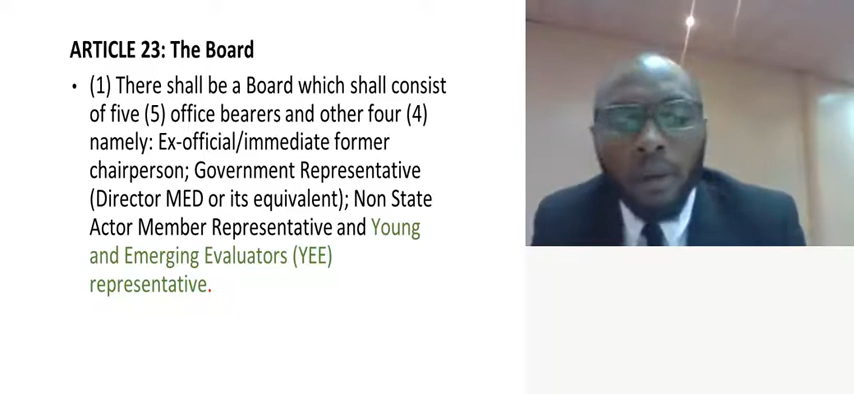 ARTICLE 23: The Board
• (1) There shall be a Board which shall consist
of five (5) office bearers and other four (4)
namely: Ex-official/immediate former
chairperson; Government Representative
(Director MED or its equivalent); Non State
Actor Member Representative and Young
and Emerging Evaluators (YEE)
representative.